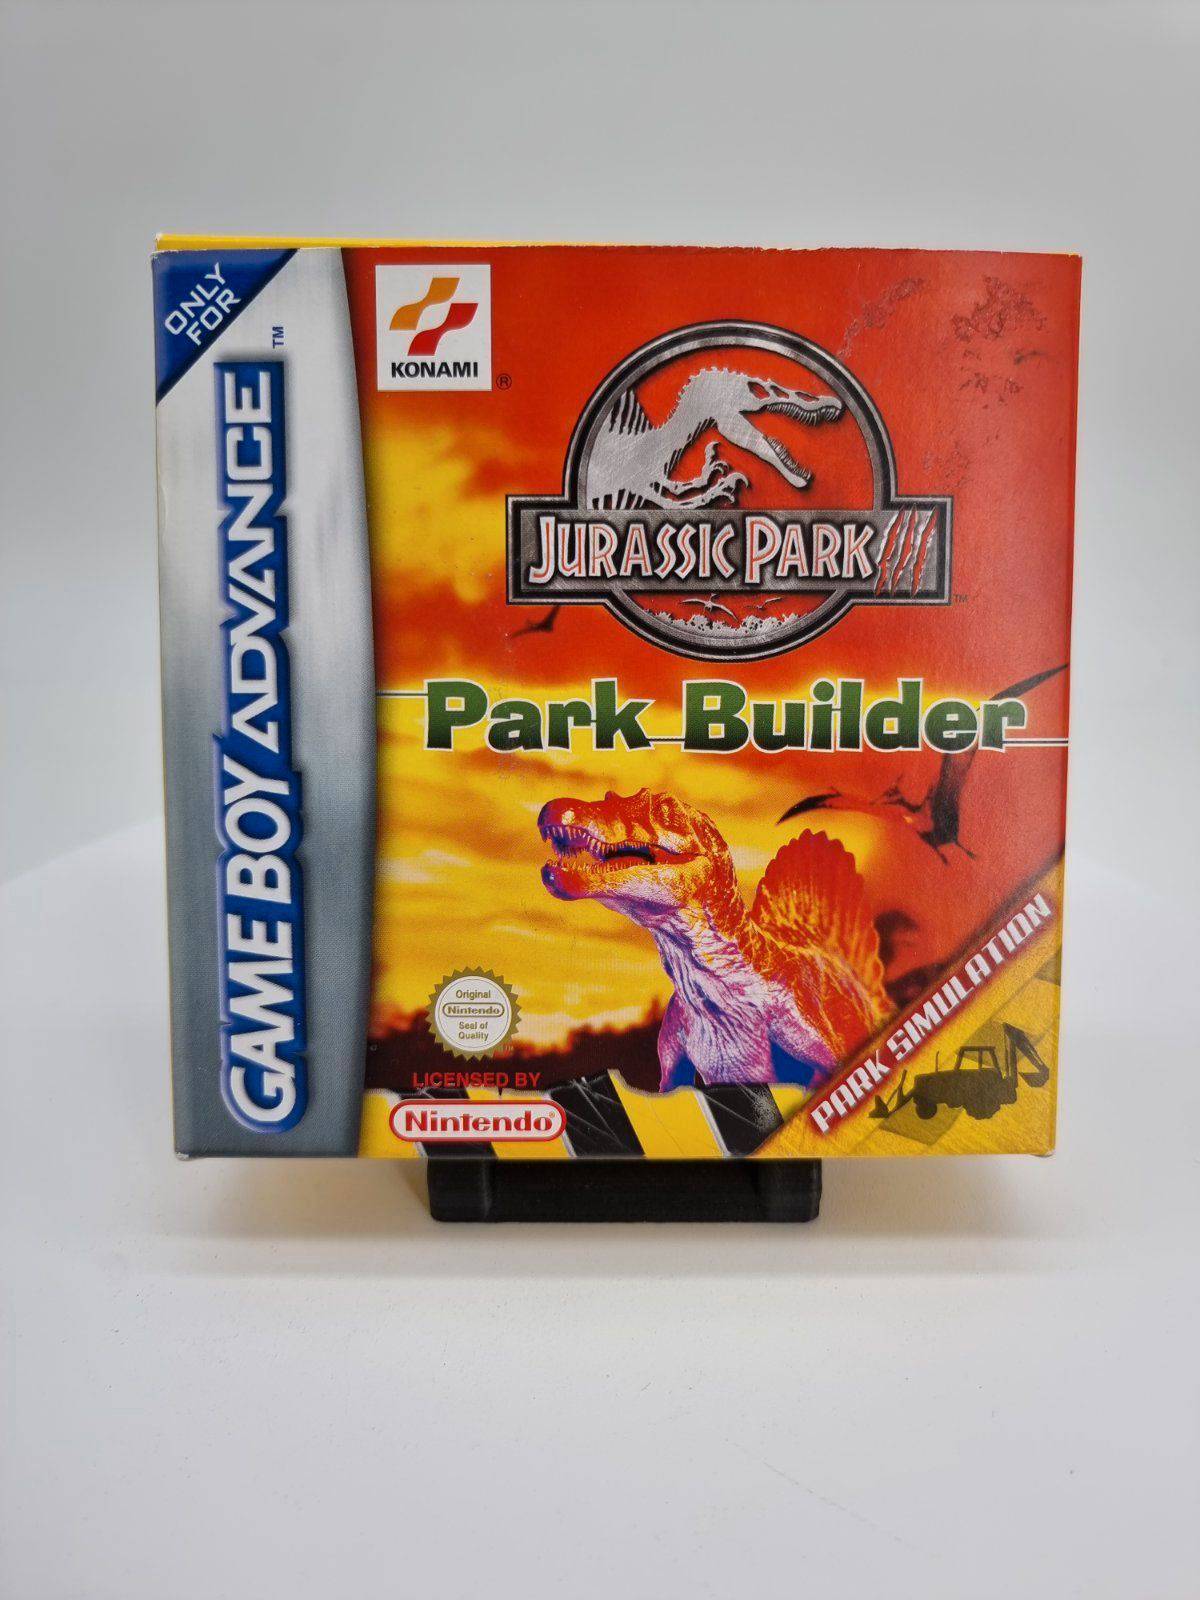 ONLY
FOR
GAME BOY ADVANCE™
KONAMI
®
JURASSIC PARK III
™
Park Builder
PARK SIMULATION
Original
Nintendo
Seal of
Quality
™
LICENSED BY
Nintendo®